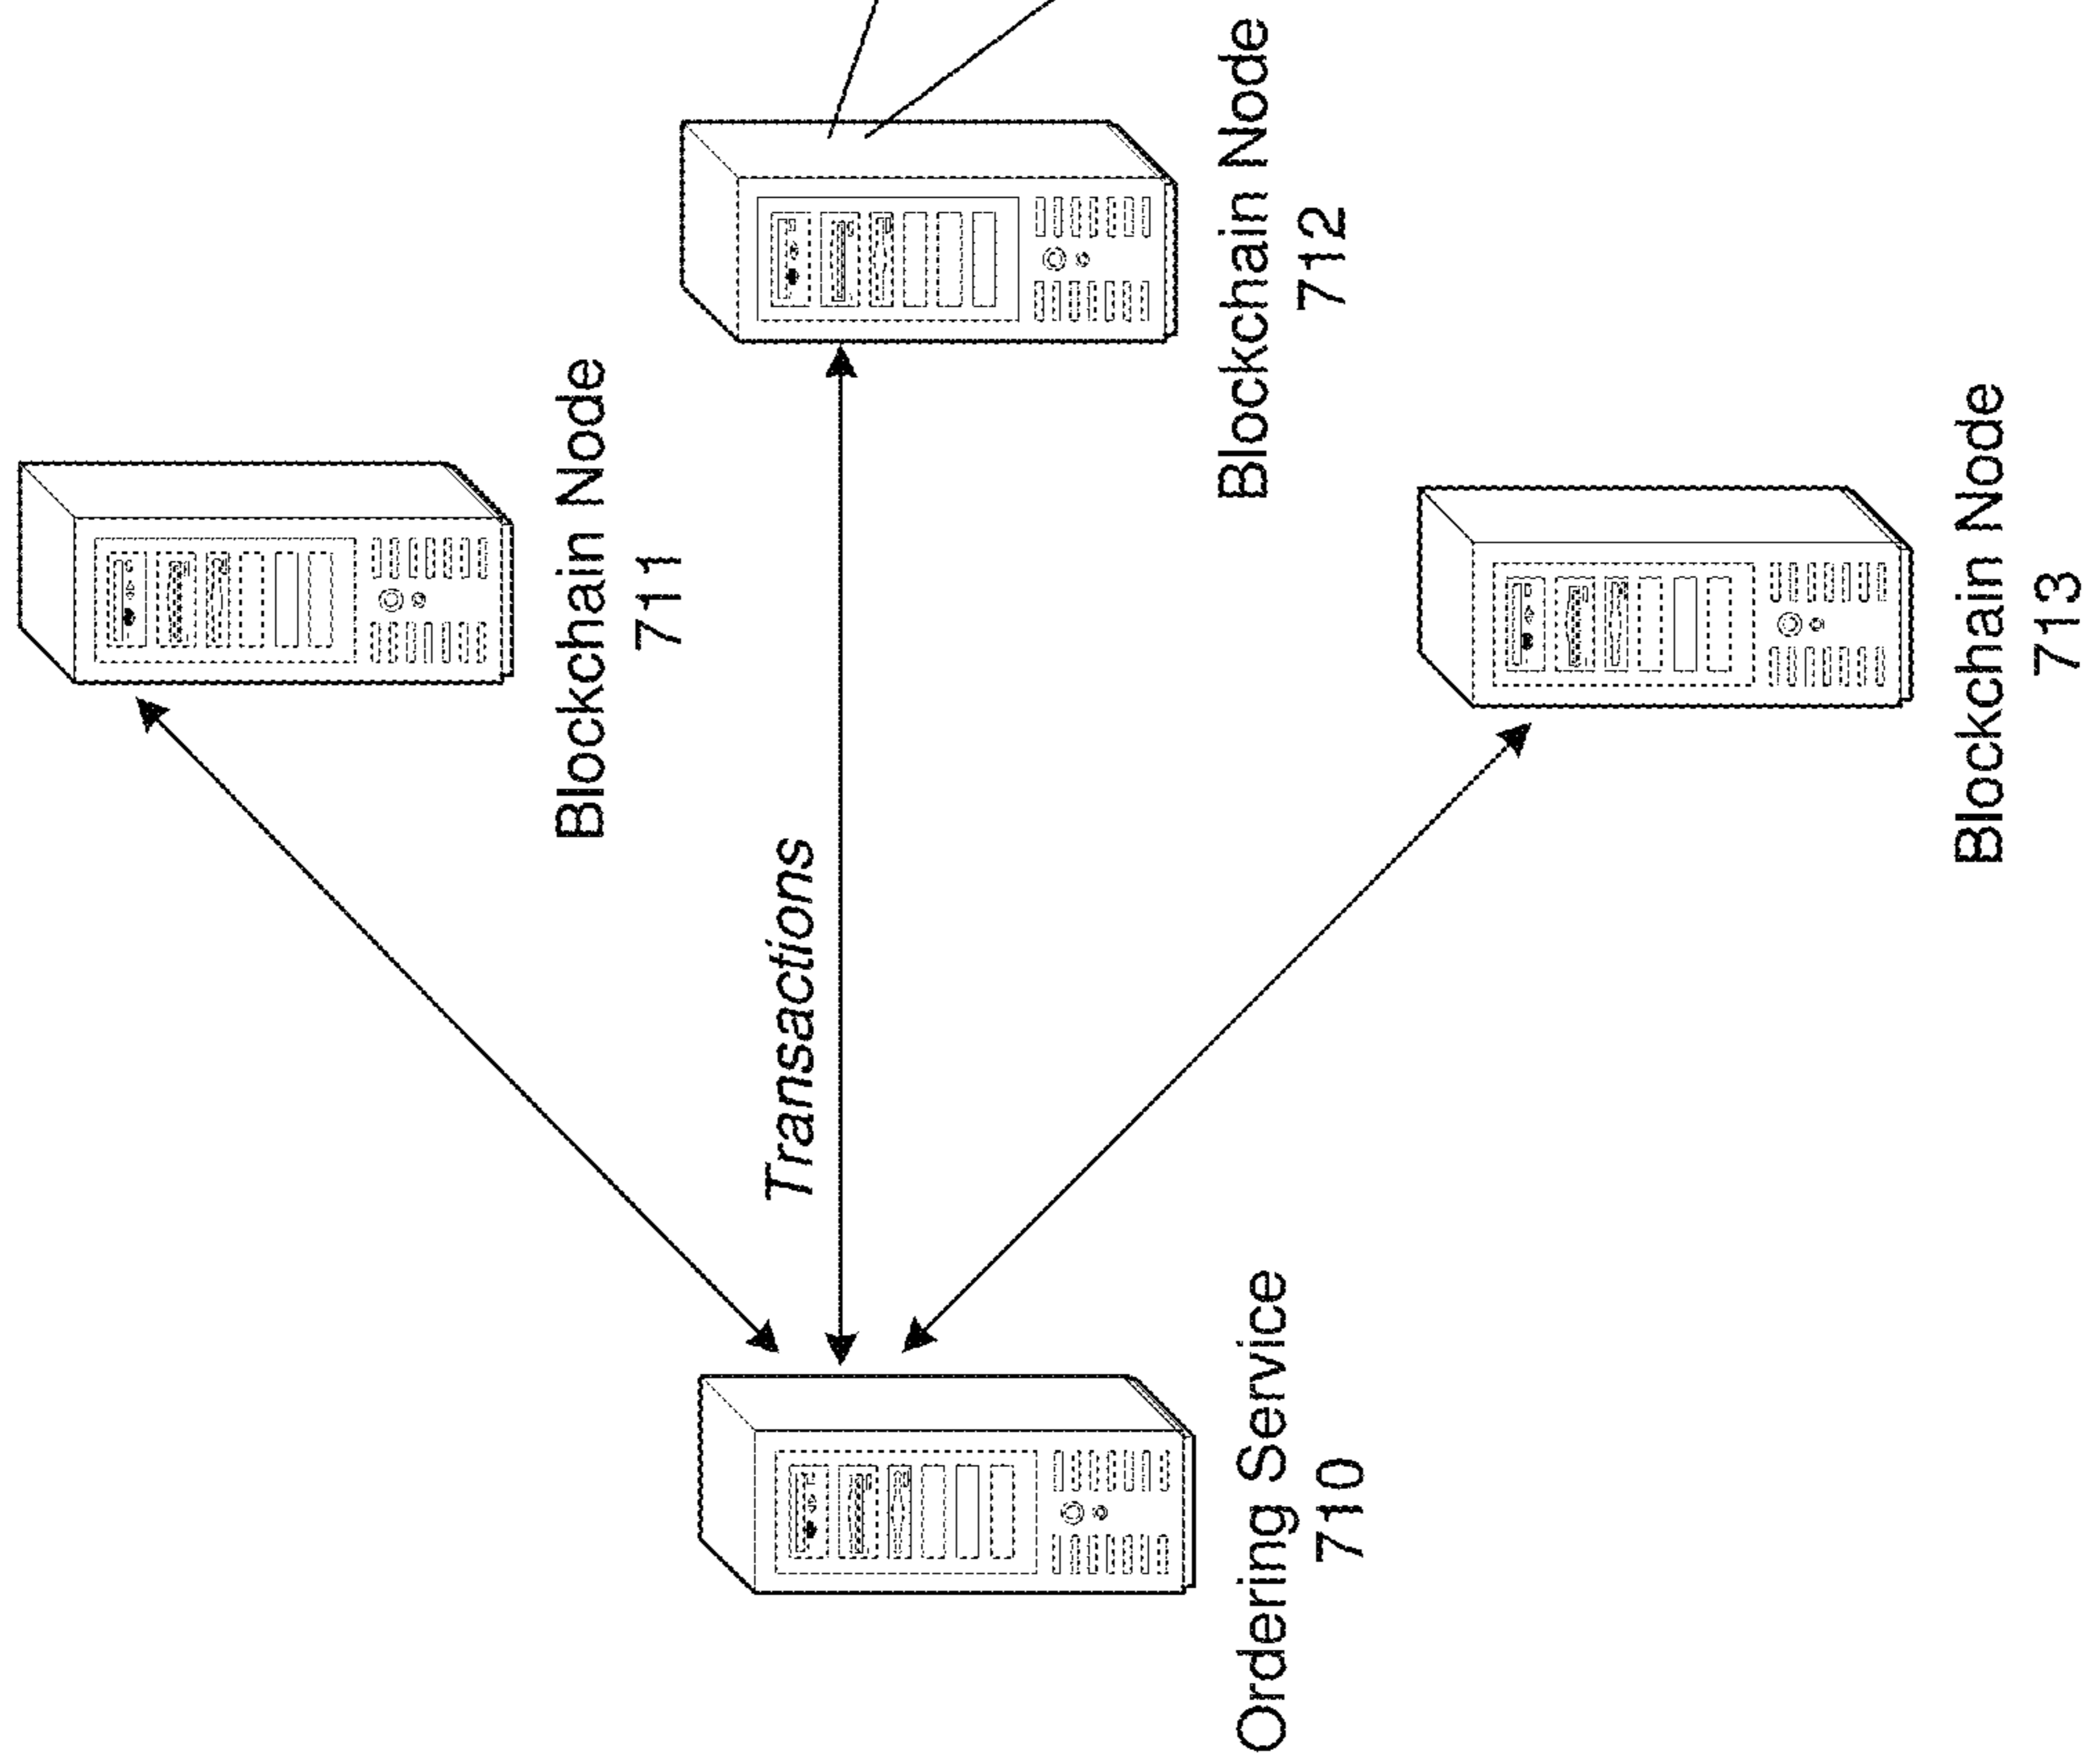 Blockchain Node
711
Transactions
Ordering Service
710
Blockchain Node
712
Blockchain Node
713